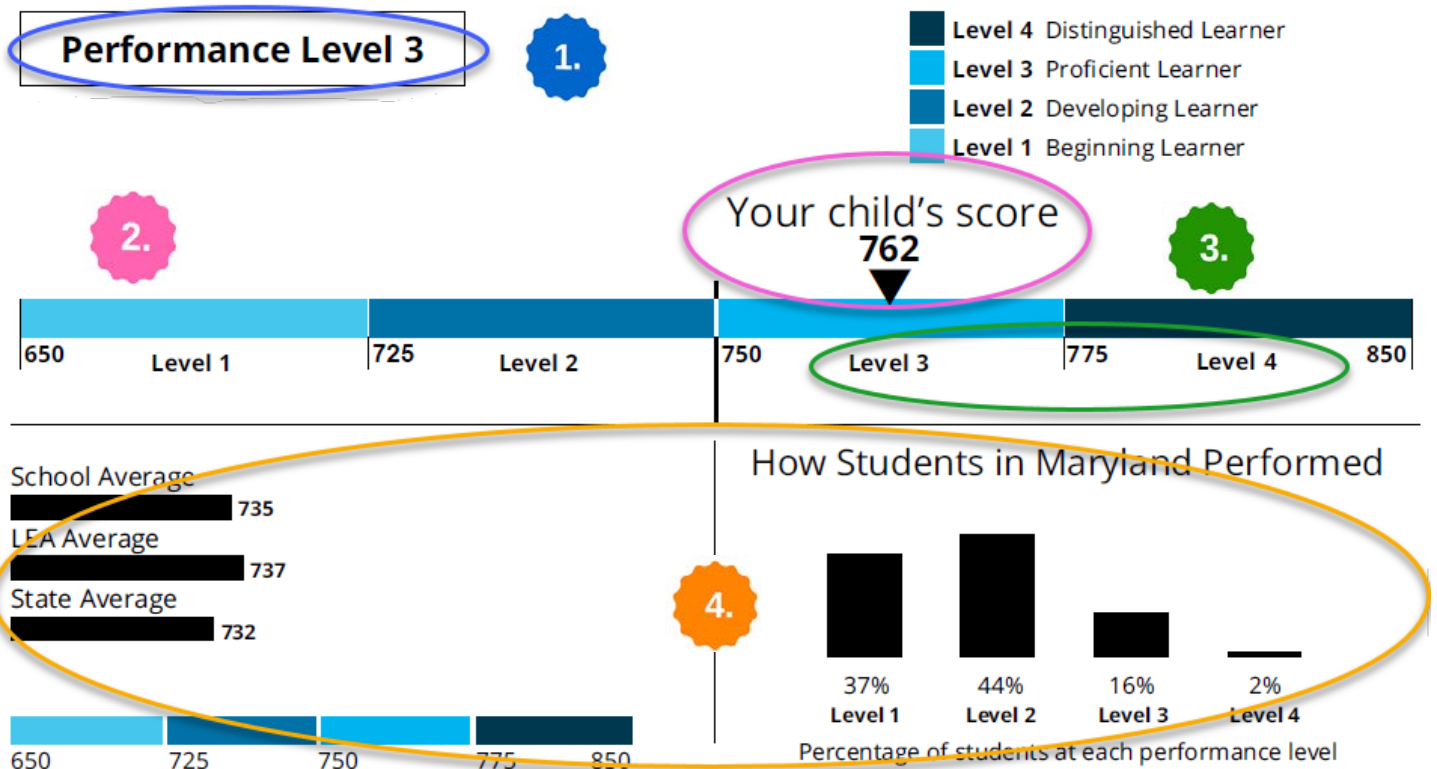 Performance Level 3
1.
Level 4 Distinguished Learner
Level 3 Proficient Learner
Level 2 Developing Learner
Level 1 Beginning Learner
2.
Your child's score
762
3.
650 Level 1 725 Level 2 750 Level 3 775 Level 4 850
School Average
735
LEA Average
737
State Average
732
650 725 750 775 850
4.
How Students in Maryland Performed
37% 44% 16% 2%
Level 1 Level 2 Level 3 Level 4
Percentage of students at each performance level